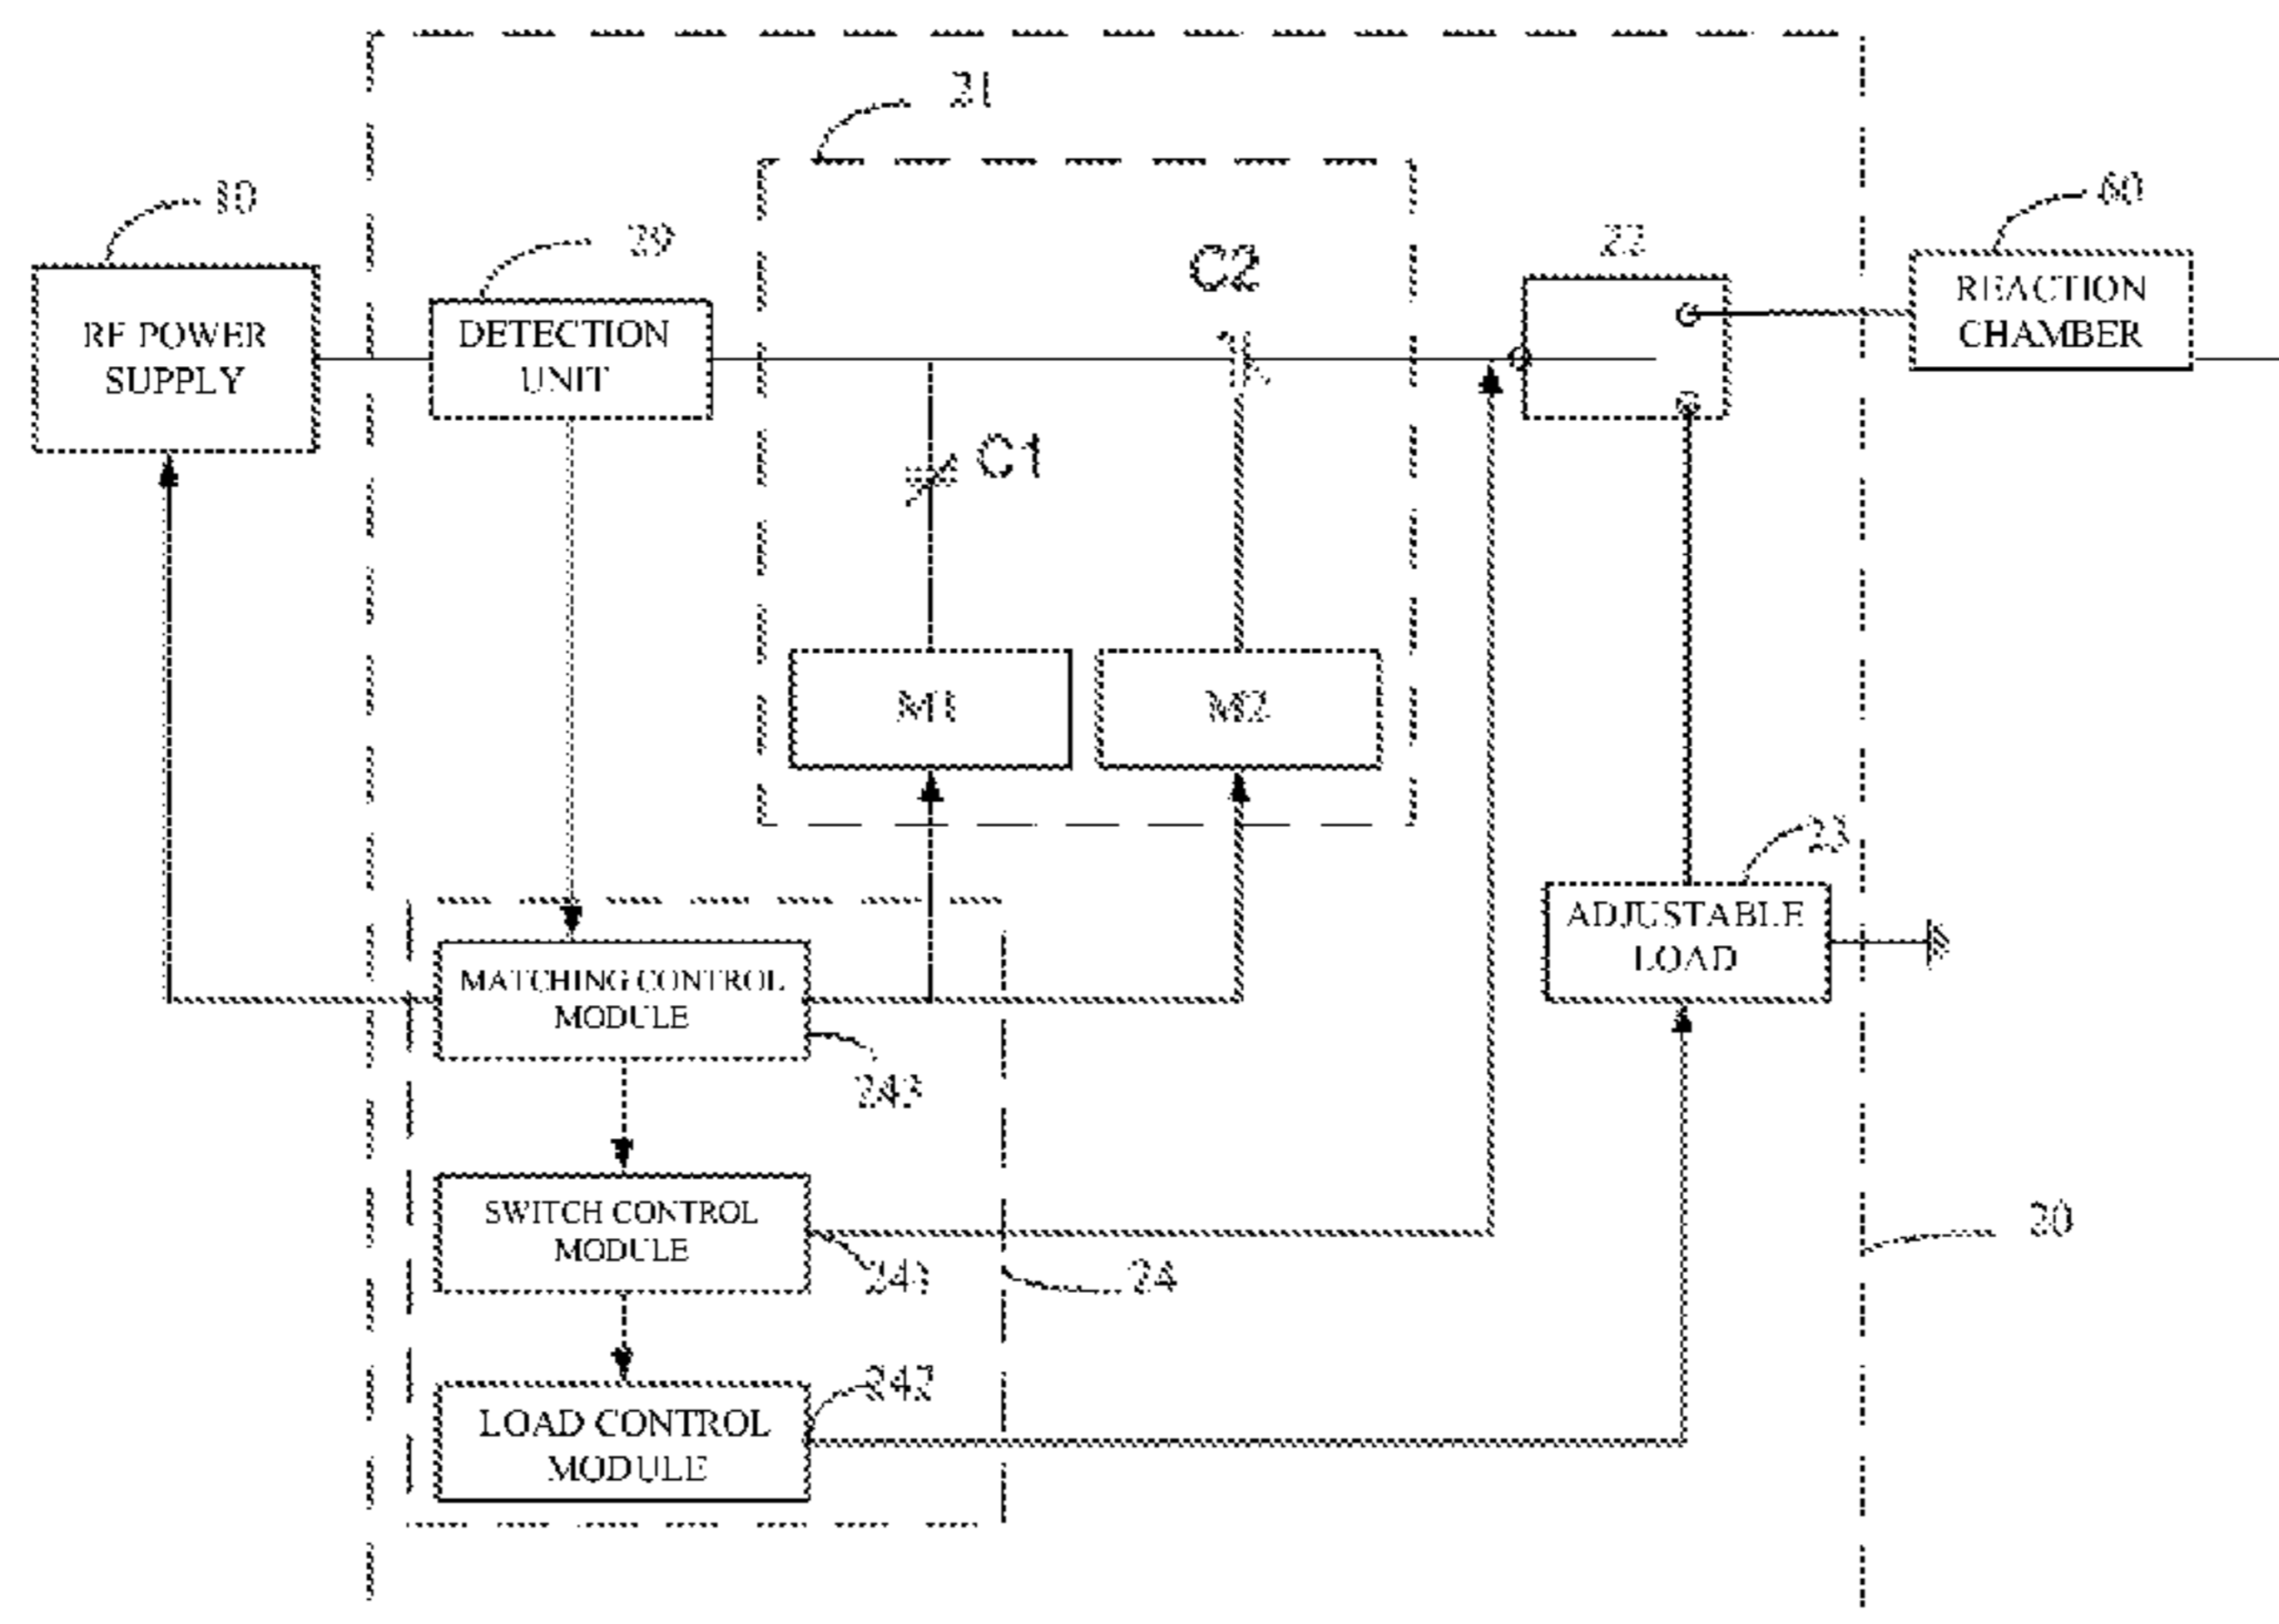 21
10
29
22
60
RF POWER
SUPPLY
DETECTION
UNIT
C2
REACTION
CHAMBER
C1
M1
M2
23
ADJUSTABLE
LOAD
MATCHING CONTROL
MODULE
243
SWITCH CONTROL
MODULE
241
24
20
242
LOAD CONTROL
MODULE